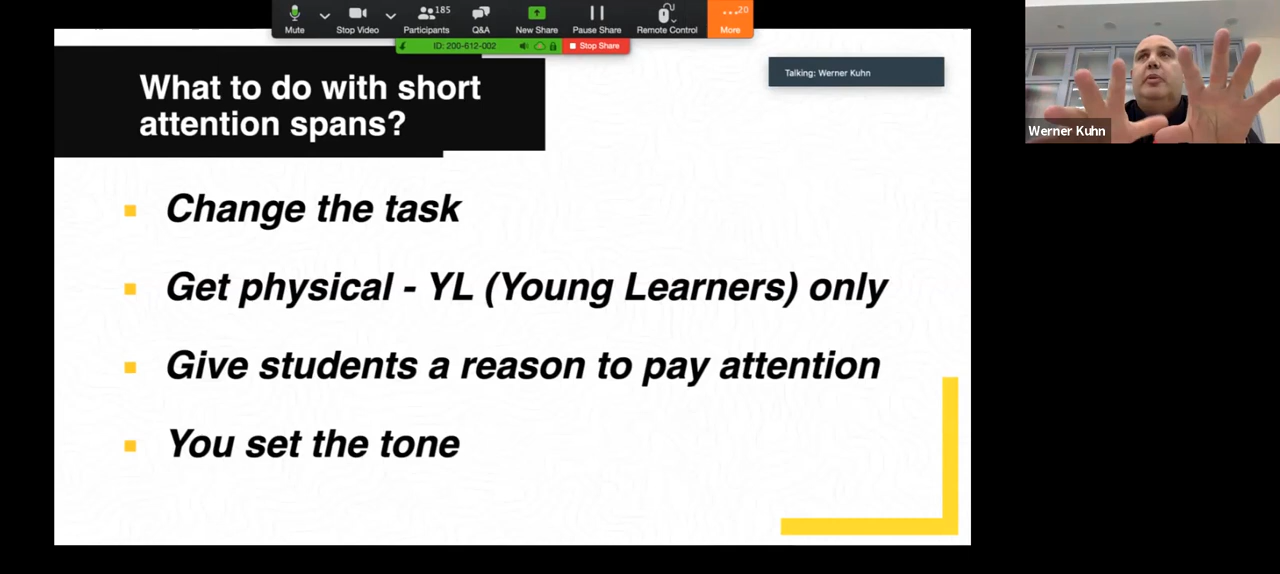 185
20
Mute
Stop Video
Participants
Q&A
New Share
Pause Share
Remote Control
More
ID: 200-612-002
Stop Share
Talking: Werner Kuhn
Werner Kuhn
What to do with short
attention spans?
Change the task
Get physical - YL (Young Learners) only
Give students a reason to pay attention
You set the tone